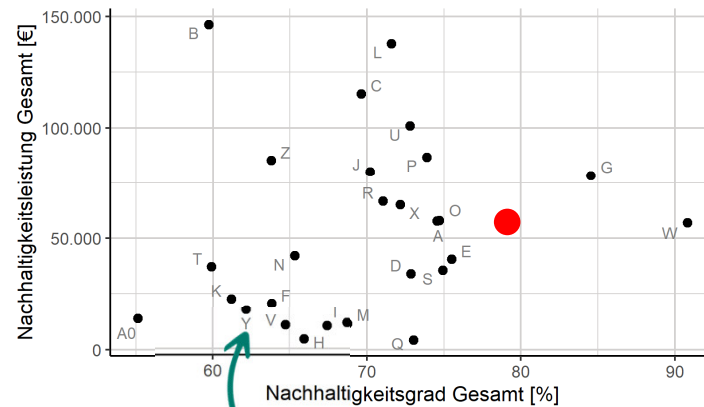 Nachhaltigkeitsleistung Gesamt [€]
150.000
100.000
50.000
0
B
L
C
U
Z
J
P
G
R
X
O
A
W
T
N
D
S
E
K
Y
F
V
I
M
H
A0
Q
60
70
80
90
Nachhaltigkeitsgrad Gesamt [%]